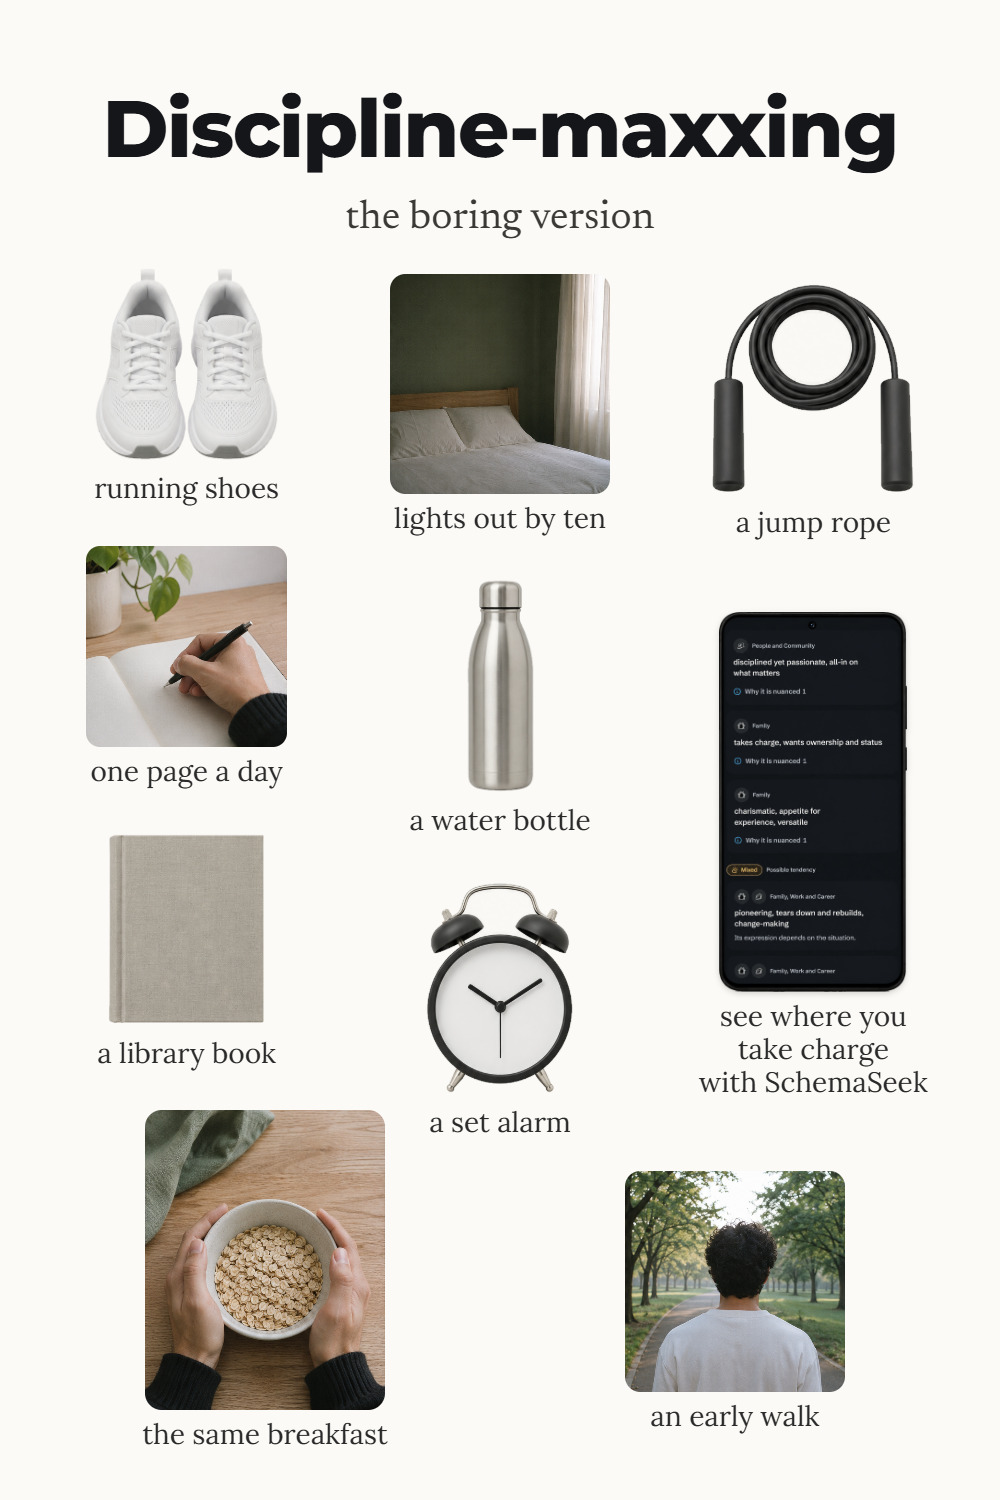 Discipline-maxxing
the boring version
running shoes
lights out by ten
a jump rope
one page a day
a water bottle
People and Community
disciplined yet passionate, all-in on
what matters
Why it is nuanced 1
Family
takes charge, wants ownership and status
Why it is nuanced 1
Family
charismatic, appetite for
experience, versatile
Why it is nuanced 1
Mixed Possible tendency
Family, Work and Career
pioneering, tears down and rebuilds,
change-making
Its expression depends on the situation.
Family, Work and Career
see where you
take charge
with SchemaSeek
a library book
a set alarm
the same breakfast
an early walk